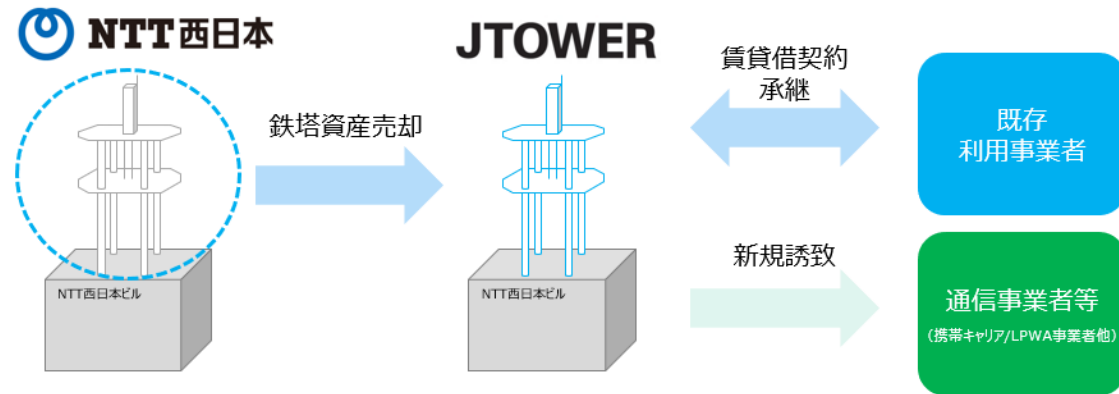 NTT西日本
JTOWER
鉄塔資産売却
賃貸借契約
承継
既存
利用事業者
新規誘致
通信事業者等
(携帯キャリア/LPWA事業者他)
NTT西日本ビル
NTT西日本ビル